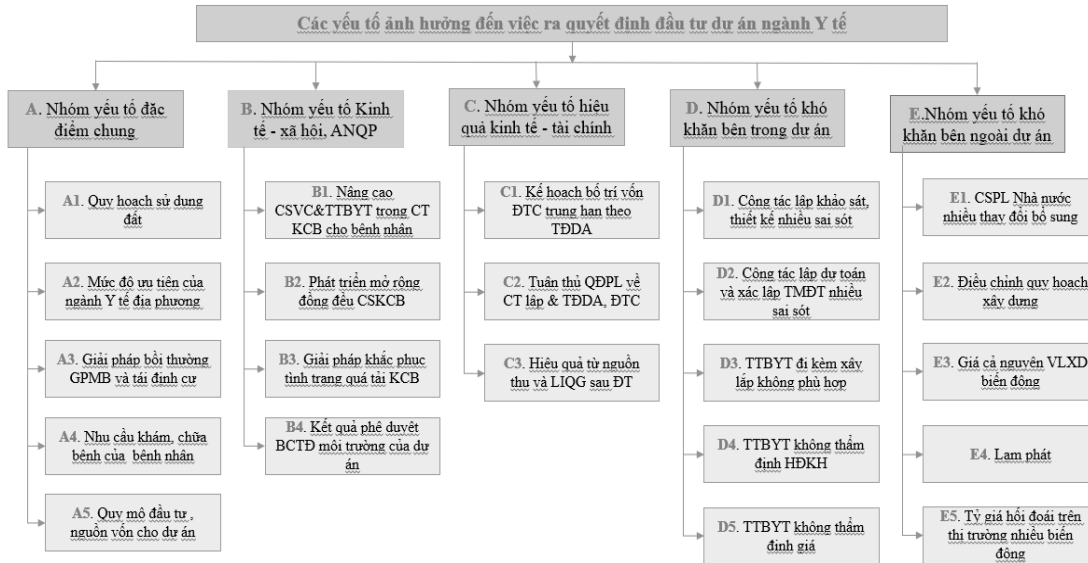 Các yếu tố ảnh hưởng đến việc ra quyết định đầu tư dự án ngành Y tế
A. Nhóm yếu tố đặc
điểm chung
A1. Quy hoạch sử dụng
đất
A2. Mức độ ưu tiên của
ngành Y tế địa phương
A3. Giải pháp bồi thường
GPMB và tái định cư
A4. Nhu cầu khám, chữa
bệnh của bệnh nhân
A5. Quy mô đầu tư ,
nguồn vốn cho dự án
B. Nhóm yếu tố Kinh
tế - xã hội, ANQP
B1. Nâng cao
CSVC&TTBYT trong CT
KCB cho bệnh nhân
B2. Phát triển mở rộng
đồng đều CSKCB
B3. Giải pháp khắc phục
tình trạng quá tải KCB
B4. Kết quả phê duyệt
BCTĐ môi trường của dự
án
C. Nhóm yếu tố hiệu
quả kinh tế - tài chính
C1. Kế hoạch bố trí vốn
ĐTC trung hạn theo
TĐDA
C2. Tuân thủ QĐPL về
CT lập & TĐDA, ĐTC
C3. Hiệu quả từ nguồn
thu và LIQG sau ĐT
D. Nhóm yếu tố khó
khăn bên trong dự án
D1. Công tác lập khảo sát,
thiết kế nhiều sai sót
D2. Công tác lập dự toán
và xác lập TMĐT nhiều
sai sót
D3. TTBYT đi kèm xây
lắp không phù hợp
D4. TTBYT không thẩm
định HĐKH
D5. TTBYT không thẩm
định giá
E.Nhóm yếu tố khó
khăn bên ngoài dự án
E1. CSPL Nhà nước
nhiều thay đổi bổ sung
E2. Điều chỉnh quy hoạch
xây dựng
E3. Giá cả nguyên VLXD
biến động
E4. Lạm phát
E5. Tỷ giá hối đoái trên
thị trường nhiều biến
động